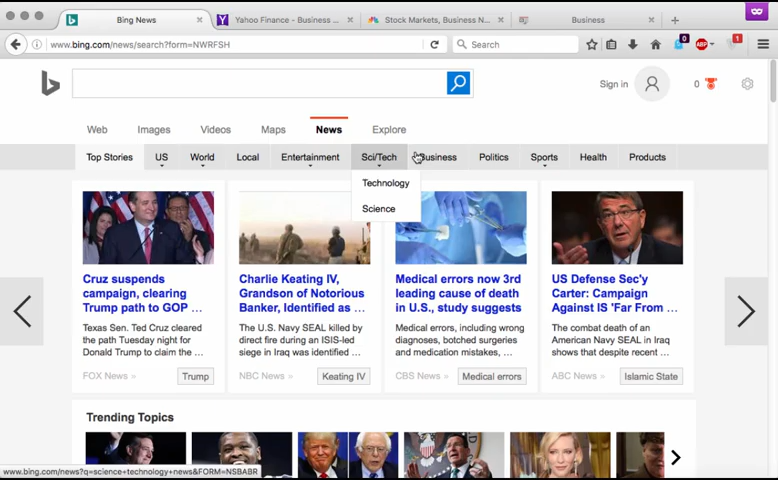 Bing News
Yahoo Finance - Business ...
Stock Markets, Business N...
Business
www.bing.com/news/search?form=NWRFSH
Search
0
ABP
1
Sign in
0
Web
Images
Videos
Maps
News
Explore
Top Stories
US
World
Local
Entertainment
Sci/Tech
Business
Politics
Sports
Health
Products
Technology
Science
Cruz suspends
campaign, clearing
Trump path to GOP ...
Texas Sen. Ted Cruz cleared
the path Tuesday night for
Donald Trump to claim the ...
FOX News »
Trump
Charlie Keating IV,
Grandson of Notorious
Banker, Identified as ...
The U.S. Navy SEAL killed by
direct fire during an ISIS-led
siege in Iraq was identified ...
NBC News »
Keating IV
Medical errors now 3rd
leading cause of death
in U.S., study suggests
Medical errors, including wrong
diagnoses, botched surgeries
and medication mistakes, ...
CBS News »
Medical errors
US Defense Sec'y
Carter: Campaign
Against IS 'Far From ...
The combat death of an
American Navy SEAL in Iraq
shows that despite recent ...
ABC News »
Islamic State
Trending Topics
www.bing.com/news?q=science+technology+news&FORM=NSBABR